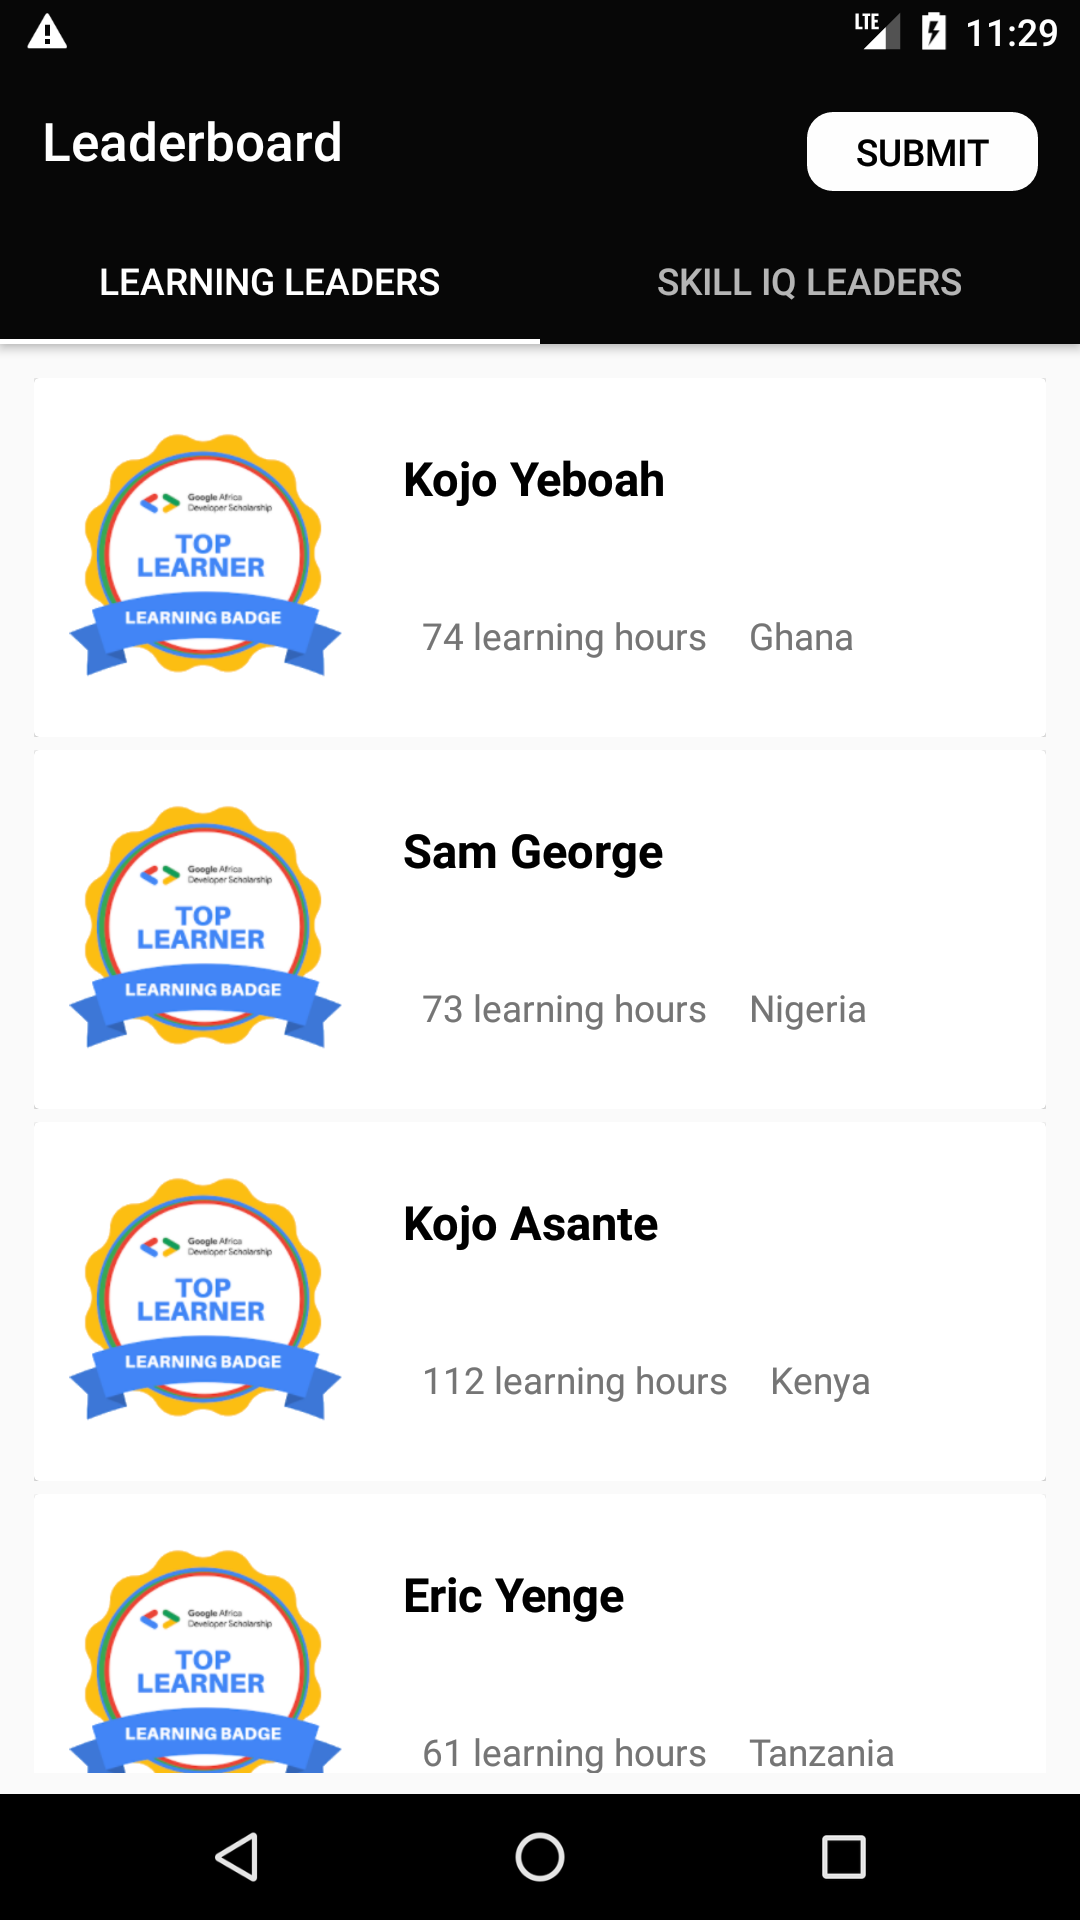 LTE 11:29
Leaderboard
SUBMIT
LEARNING LEADERS SKILL IQ LEADERS
Google Africa
Developer Scholarship
TOP
LEARNER
LEARNING BADGE
Kojo Yeboah
74 learning hours Ghana
Google Africa
Developer Scholarship
TOP
LEARNER
LEARNING BADGE
Sam George
73 learning hours Nigeria
Google Africa
Developer Scholarship
TOP
LEARNER
LEARNING BADGE
Kojo Asante
112 learning hours Kenya
Google Africa
Developer Scholarship
TOP
LEARNER
LEARNING BADGE
Eric Yenge
61 learning hours Tanzania